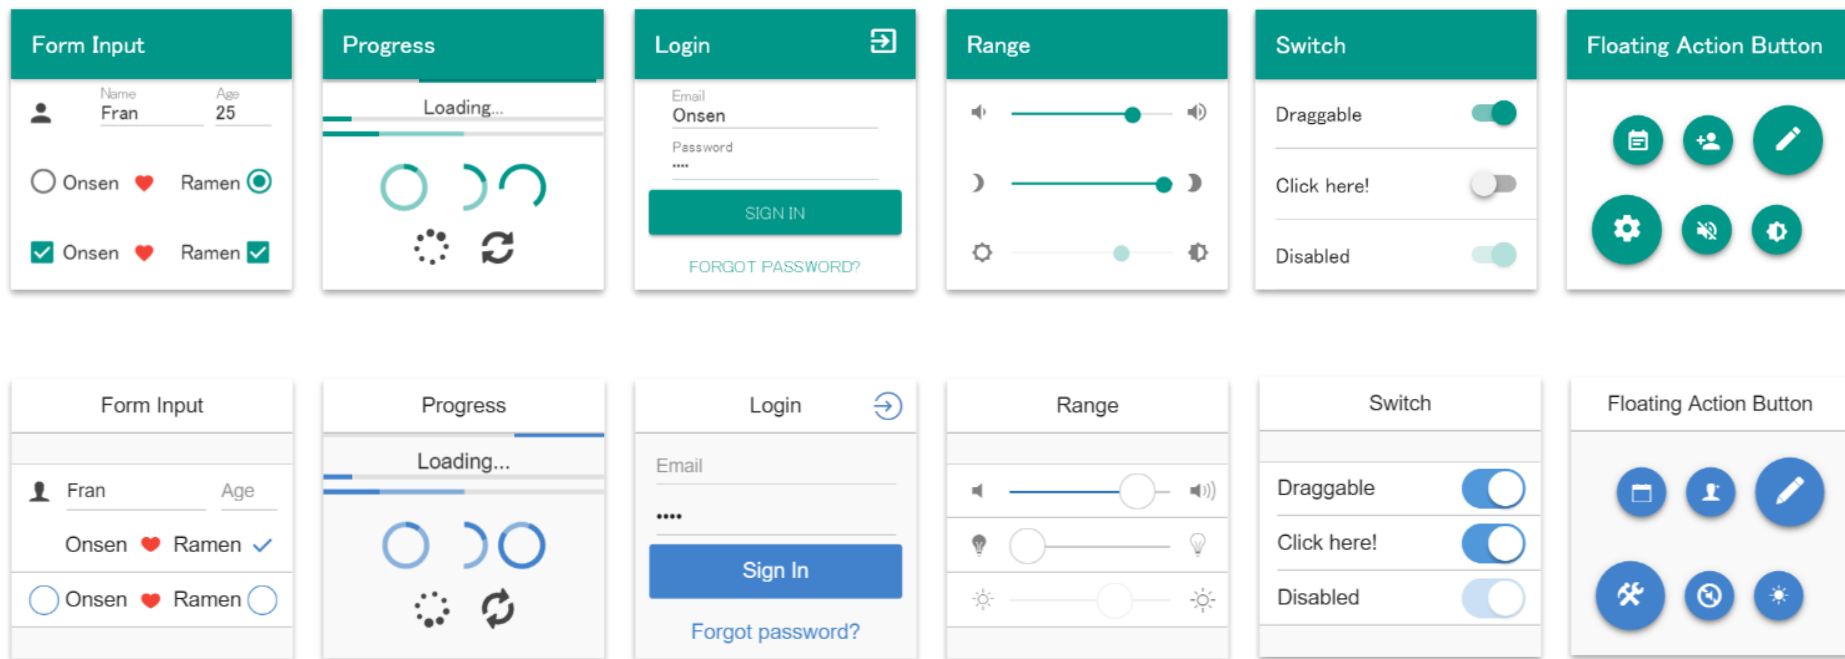 Form Input
Name Age
Fran 25
Onsen Ramen
Onsen Ramen
Progress
Loading...
Login
Email
Onsen
Password
••••
SIGN IN
FORGOT PASSWORD?
Range
Switch
Draggable
Click here!
Disabled
Floating Action Button
Form Input
Fran Age
Onsen Ramen
Onsen Ramen
Progress
Loading...
Login
Email
••••
Sign In
Forgot password?
Range
Switch
Draggable
Click here!
Disabled
Floating Action Button